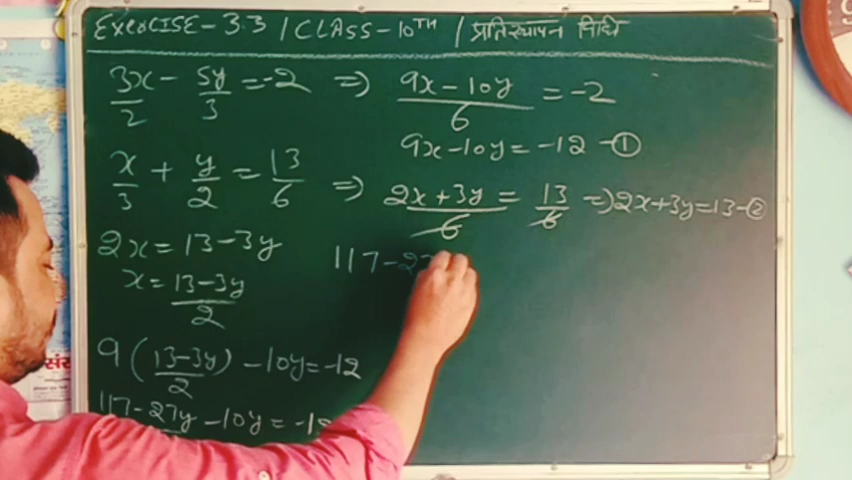 EXERCISE-3.3 / CLASS-10TH / प्रतिस्थापन विधि
3x/2 - 5y/3 = -2 ⇒ (9x-10y)/6 = -2
9x-10y = -12 -①
x/3 + y/2 = 13/6 ⇒ (2x+3y)/6 = 13/6 ⇒ 2x+3y=13-②
2x = 13-3y
x = (13-3y)/2
117-27
9((13-3y)/2) - 10y = -12
117-27y -10y =
संस